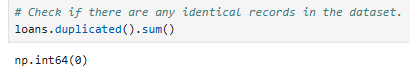 # Check if there are any identical records in the dataset.
loans.duplicated().sum()
np.int64(0)